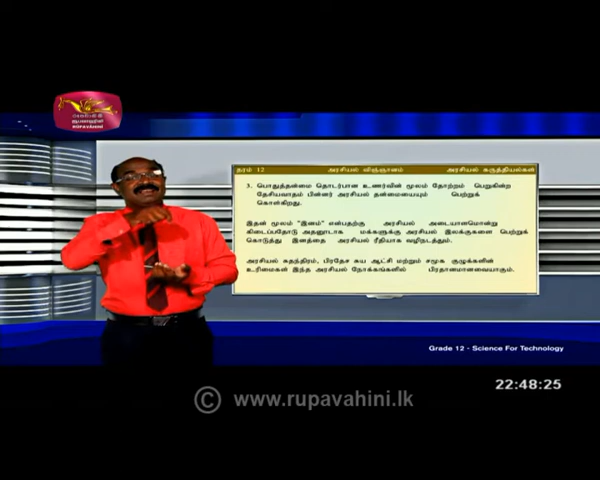 RUPAVAHINI
தரம் 12 அரசியல் விஞ்ஞானம் அரசியல் கருத்தியல்கள்
3. பொதுத்தன்மை தொடர்பான உணர்வின் மூலம் தோற்றம் பெறுகின்ற
தேசியவாதம் பின்னர் அரசியல் தன்மையையும் பெற்றுக்
கொள்கிறது.
இதன் மூலம் "இனம்" என்பதற்கு அரசியல் அடையாளமொன்று
கிடைப்பதோடு அதனூடாக மக்களுக்கு அரசியல் இலக்குகளை பெற்றுக்
கொடுத்து இனத்தை அரசியல் ரீதியாக வழிநடத்தும்.
அரசியல் சுதந்திரம், பிரதேச சுய ஆட்சி மற்றும் சமூக குழுக்களின்
உரிமைகள் இந்த அரசியல் நோக்கங்களில் பிரதானமானவையாகும்.
Grade 12 - Science For Technology
22:48:25
© www.rupavahini.lk